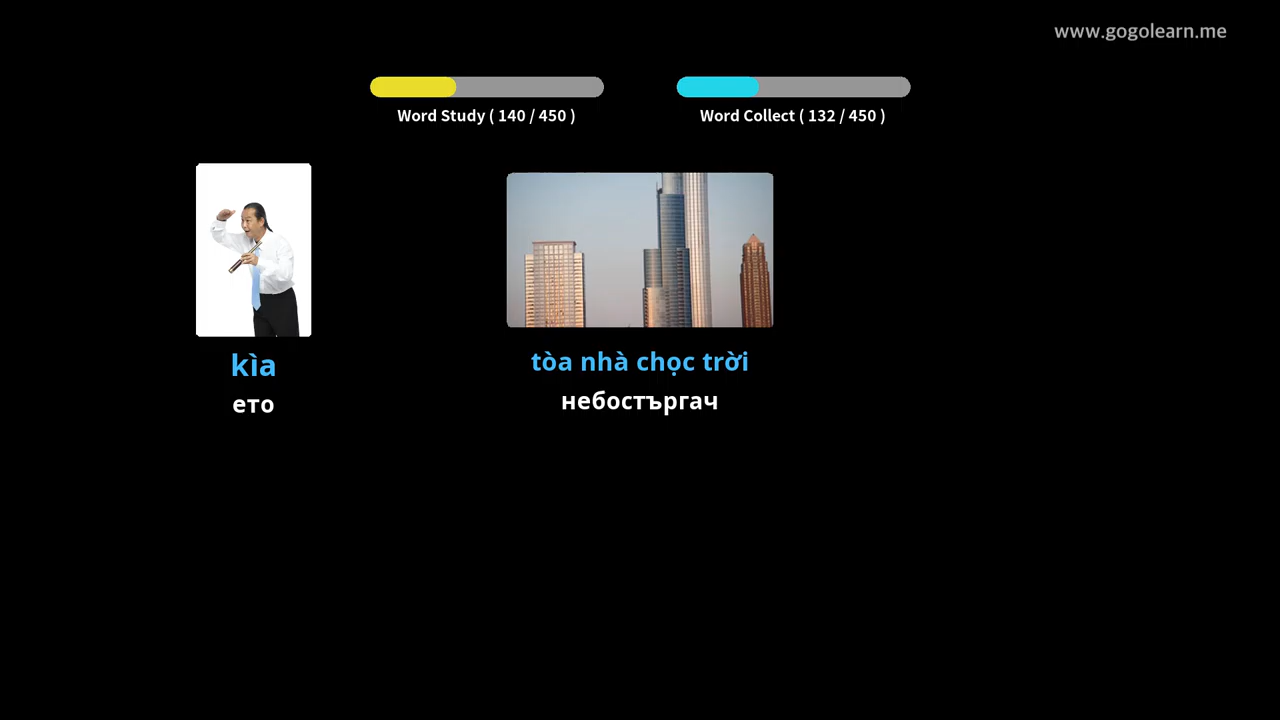 www.gogolearn.me
Word Study ( 140 / 450 )
Word Collect ( 132 / 450 )
kìa
ето
tòa nhà chọc trời
небостъргач